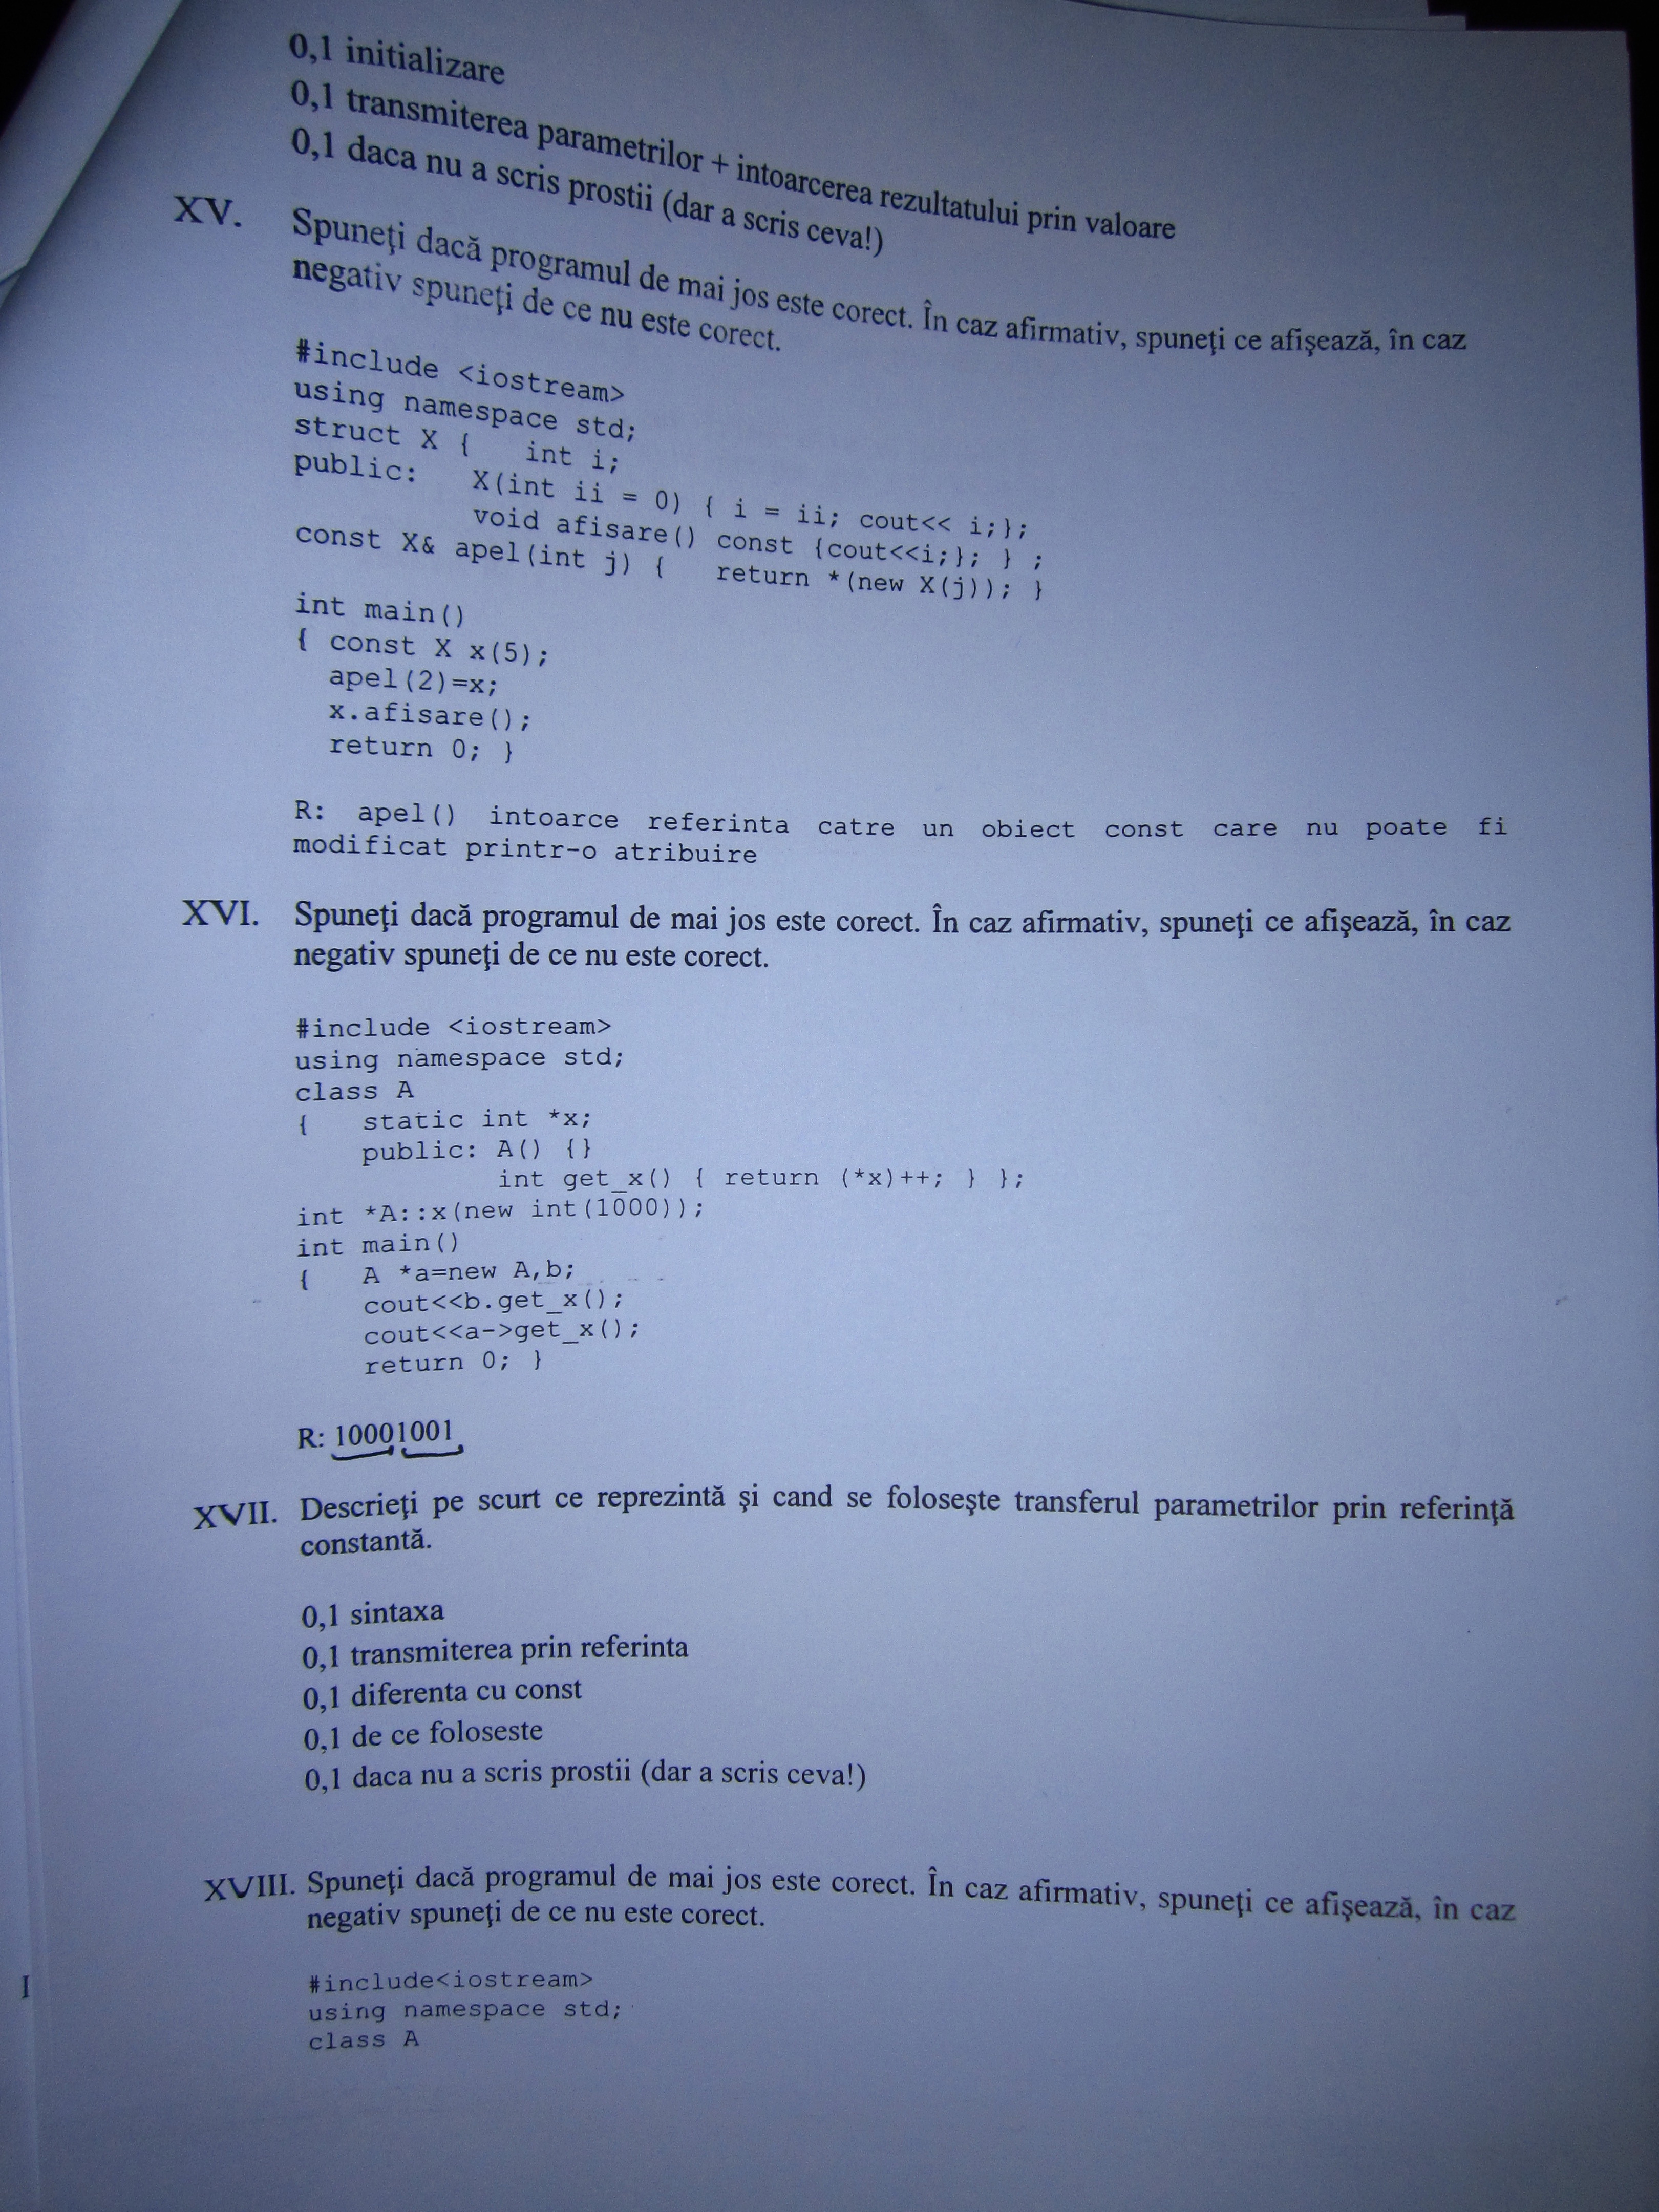 0,1 initializare
0,1 transmiterea parametrilor + intoarcerea rezultatului prin valoare
0,1 daca nu a scris prostii (dar a scris ceva!)
XV. Spuneţi dacă programul de mai jos este corect. În caz afirmativ, spuneţi ce afişează, în caz
negativ spuneţi de ce nu este corect.
#include <iostream>
using namespace std;
struct X {   int i;
public:   X(int ii = 0) { i = ii; cout<< i;};
void afisare() const {cout<<i;}; } ;
const X& apel(int j) {   return *(new X(j)); }
int main()
{ const X x(5);
apel(2)=x;
x.afisare();
return 0; }
R: apel() intoarce referinta catre un obiect const care nu poate fi
modificat printr-o atribuire
XVI. Spuneţi dacă programul de mai jos este corect. În caz afirmativ, spuneţi ce afişează, în caz
negativ spuneţi de ce nu este corect.
#include <iostream>
using namespace std;
class A
{   static int *x;
public: A() {}
int get_x() { return (*x)++; } };
int *A::x(new int(1000));
int main()
{   A *a=new A,b;
cout<<b.get_x();
cout<<a->get_x();
return 0; }
R: 10001001
XVII. Descrieţi pe scurt ce reprezintă şi cand se foloseşte transferul parametrilor prin referinţă
constantă.
0,1 sintaxa
0,1 transmiterea prin referinta
0,1 diferenta cu const
0,1 de ce foloseste
0,1 daca nu a scris prostii (dar a scris ceva!)
XVIII. Spuneţi dacă programul de mai jos este corect. În caz afirmativ, spuneţi ce afişează, în caz
negativ spuneţi de ce nu este corect.
I
#include<iostream>
using namespace std;
class A